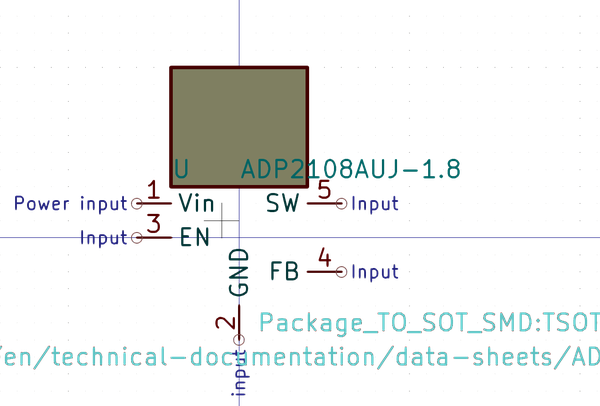 U ADP2108AUJ-1.8
Power input 1 Vin SW 5 Input
Input 3 EN
GND
FB 4 Input
2
Package_TO_SOT_SMD:TSOT
/en/technical-documentation/data-sheets/AD
input